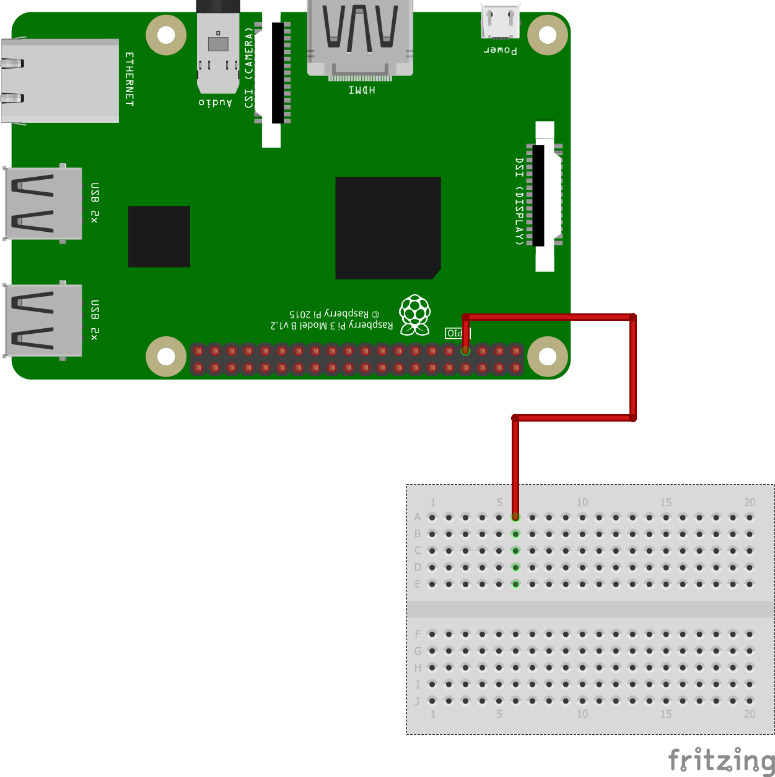 ETHERNET
Audio
CSI (CAMERA)
HDMI
Power
USB 2x
DSI (DISPLAY)
USB 2x
Raspberry Pi 3 Model B v1.2
© Raspberry Pi 2015
GPIO
1 5 10 15 20
A
B
C
D
E
F
G
H
I
J
1 5 10 15 20
fritzing